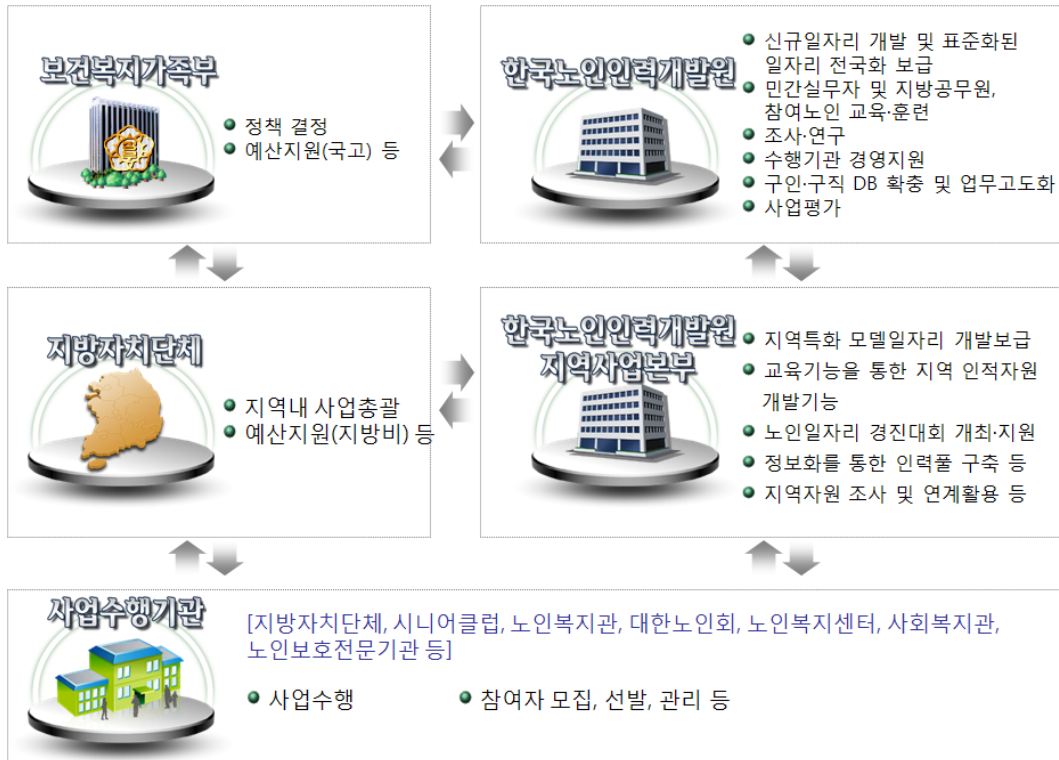 보건복지가족부
정책 결정
예산지원(국고) 등
한국노인인력개발원
신규일자리 개발 및 표준화된
일자리 전국화 보급
민간실무자 및 지방공무원,
참여노인 교육·훈련
조사·연구
수행기관 경영지원
구인·구직 DB 확충 및 업무고도화
사업평가
지방자치단체
지역내 사업총괄
예산지원(지방비) 등
한국노인인력개발원
지역사업본부
지역특화 모델일자리 개발보급
교육기능을 통한 지역 인적자원
개발기능
노인일자리 경진대회 개최·지원
정보화를 통한 인력풀 구축 등
지역자원 조사 및 연계활용 등
사업수행기관
[지방자치단체, 시니어클럽, 노인복지관, 대한노인회, 노인복지센터, 사회복지관,
노인보호전문기관 등]
사업수행
참여자 모집, 선발, 관리 등